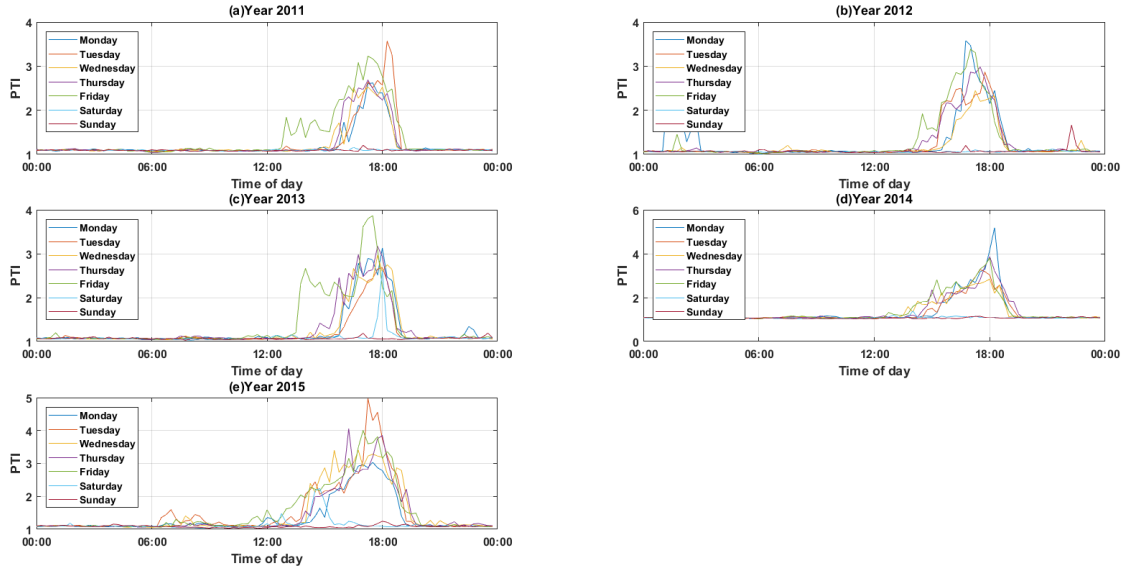 (a)Year 2011
4
3
2
1
PTI
Monday
Tuesday
Wednesday
Thursday
Friday
Saturday
Sunday
00:00 06:00 12:00 18:00 00:00
Time of day
(b)Year 2012
4
3
2
1
PTI
Monday
Tuesday
Wednesday
Thursday
Friday
Saturday
Sunday
00:00 06:00 12:00 18:00 00:00
Time of day
(c)Year 2013
4
3
2
1
PTI
Monday
Tuesday
Wednesday
Thursday
Friday
Saturday
Sunday
00:00 06:00 12:00 18:00 00:00
Time of day
(d)Year 2014
6
4
2
0
PTI
Monday
Tuesday
Wednesday
Thursday
Friday
Saturday
Sunday
00:00 06:00 12:00 18:00 00:00
Time of day
(e)Year 2015
5
4
3
2
1
PTI
Monday
Tuesday
Wednesday
Thursday
Friday
Saturday
Sunday
00:00 06:00 12:00 18:00 00:00
Time of day